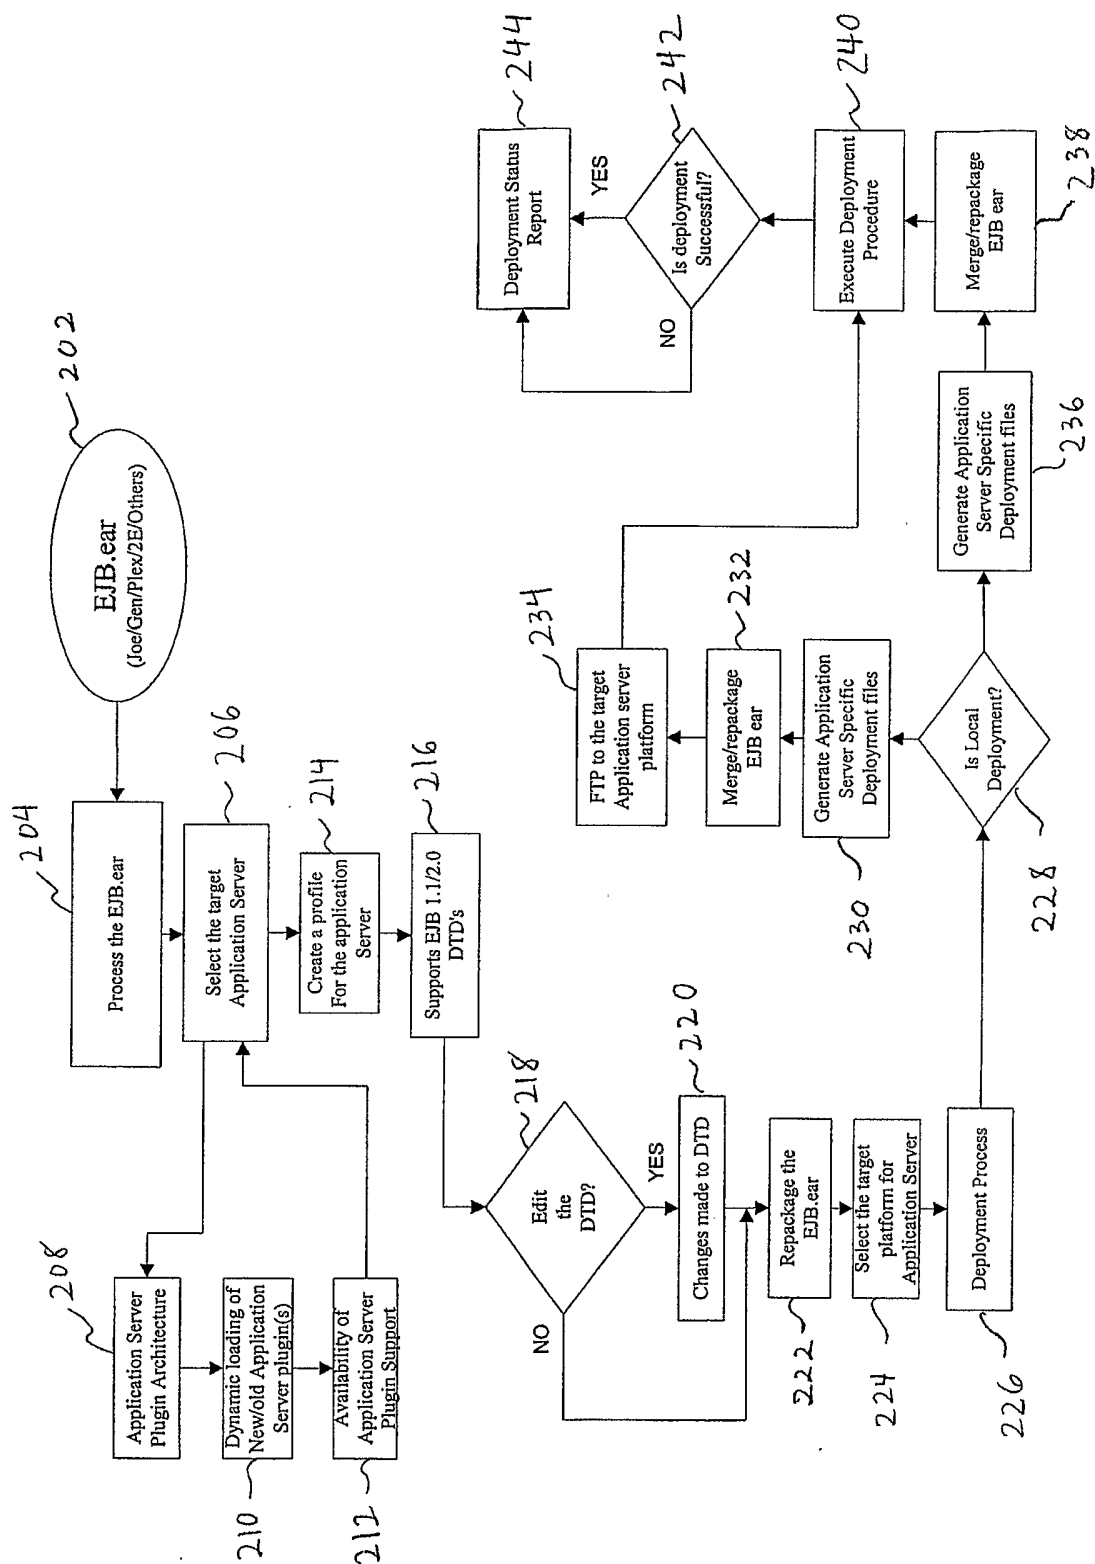 EJB.ear
(Joe/Gen/Plex/2E/Others)
202
204
Process the EJB.ear
206
Select the target
Application Server
208
Application Server
Plugin Architecture
210
Dynamic loading of
New/old Application
Server plugin(s)
212
Availability of
Application Server
Plugin Support
214
Create a profile
For the application
Server
216
Supports EJB 1.1/2.0
DTD's
218
Edit
the
DTD?
YES
NO
220
Changes made to DTD
222
Repackage the
EJB.ear
224
Select the target
platform for
Application Server
226
Deployment Process
228
Is Local
Deployment?
230
Generate Application
Server Specific
Deployment files
232
Merge/repackage
EJB ear
234
FTP to the target
Application server
platform
236
Generate Application
Server Specific
Deployment files
238
Merge/repackage
EJB ear
240
Execute Deployment
Procedure
242
Is deployment
Successful?
YES
NO
244
Deployment Status
Report